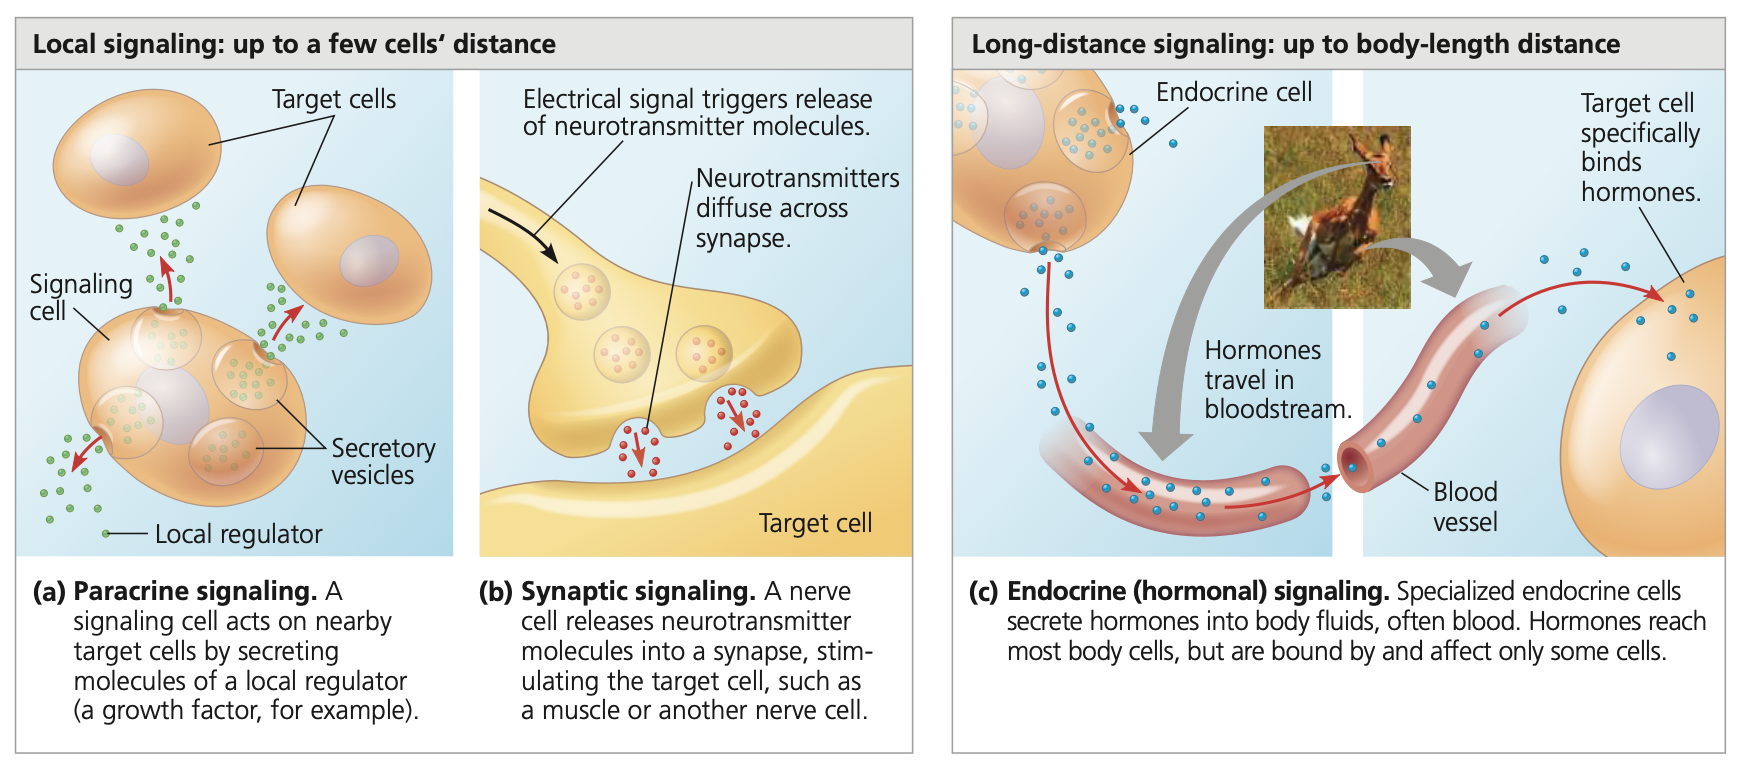 Local signaling: up to a few cells‘ distance
Target cells
Signaling
cell
Secretory
vesicles
Local regulator
(a) Paracrine signaling. A
signaling cell acts on nearby
target cells by secreting
molecules of a local regulator
(a growth factor, for example).
Electrical signal triggers release
of neurotransmitter molecules.
Neurotransmitters
diffuse across
synapse.
Target cell
(b) Synaptic signaling. A nerve
cell releases neurotransmitter
molecules into a synapse, stim-
ulating the target cell, such as
a muscle or another nerve cell.
Long-distance signaling: up to body-length distance
Endocrine cell
Target cell
specifically
binds
hormones.
Hormones
travel in
bloodstream.
Blood
vessel
(c) Endocrine (hormonal) signaling. Specialized endocrine cells
secrete hormones into body fluids, often blood. Hormones reach
most body cells, but are bound by and affect only some cells.